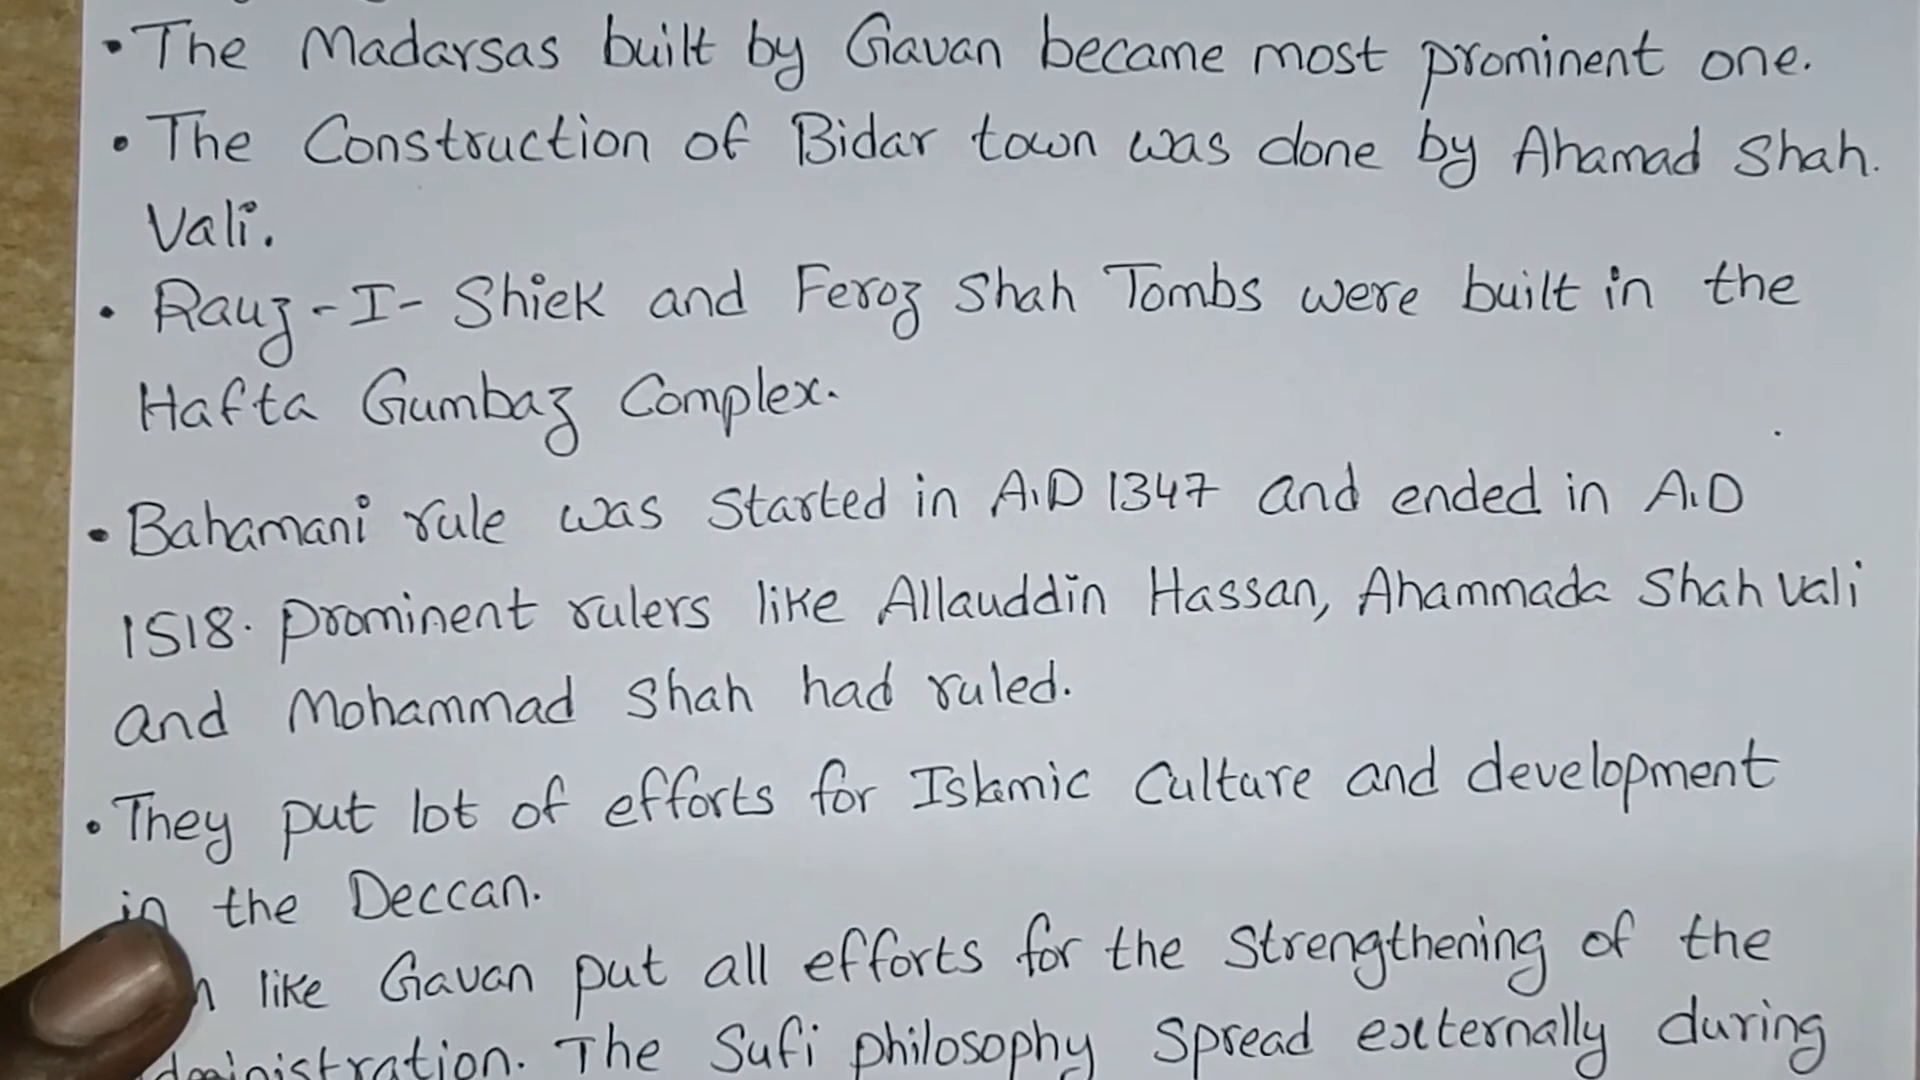 • The Madarsas built by Gavan became most prominent one.
• The Construction of Bidar town was done by Ahamad Shah.
Vali.
• Rauz-I-Shiek and Feroz Shah Tombs were built in the
Hafta Gumbaz Complex.
• Bahamani rule was Started in A.D 1347 and ended in A.D
1518. prominent rulers like Allauddin Hassan, Ahammada Shah Vali
and Mohammad Shah had ruled.
• They put lot of efforts for Islamic Culture and development
in the Deccan.
like Gavan put all efforts for the Strengthening of the
The Sufi philosophy Spread externally during